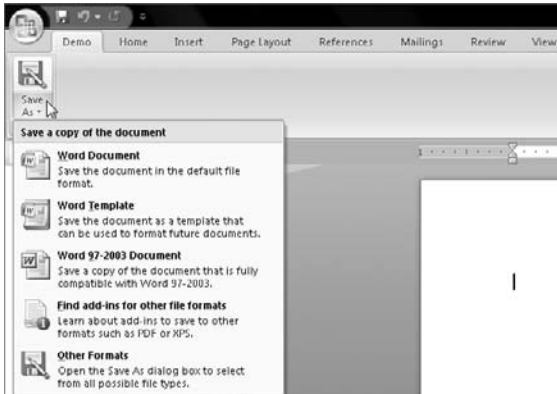 Demo Home Insert Page Layout References Mailings Review View
Save
As
Save a copy of the document
Word Document
Save the document in the default file
format.
Word Template
Save the document as a template that
can be used to format future documents.
Word 97-2003 Document
Save a copy of the document that is fully
compatible with Word 97-2003.
Find add-ins for other file formats
Learn about add-ins to save to other
formats such as PDF or XPS.
Other Formats
Open the Save As dialog box to select
from all possible file types.